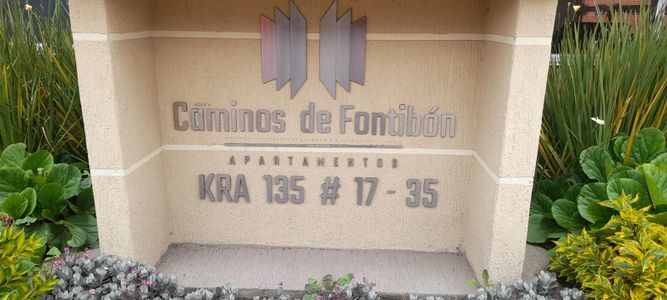 Caminos de Fontibón
APARTAMENTOS
KRA 135 # 17 - 35